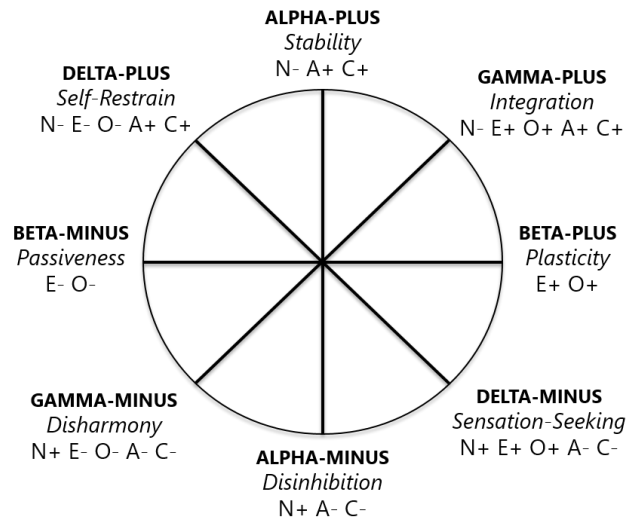 ALPHA-PLUS
Stability
N- A+ C+
DELTA-PLUS
Self-Restrain
N- E- O- A+ C+
GAMMA-PLUS
Integration
N- E+ O+ A+ C+
BETA-MINUS
Passiveness
E- O-
BETA-PLUS
Plasticity
E+ O+
GAMMA-MINUS
Disharmony
N+ E- O- A- C-
DELTA-MINUS
Sensation-Seeking
N+ E+ O+ A- C-
ALPHA-MINUS
Disinhibition
N+ A- C-